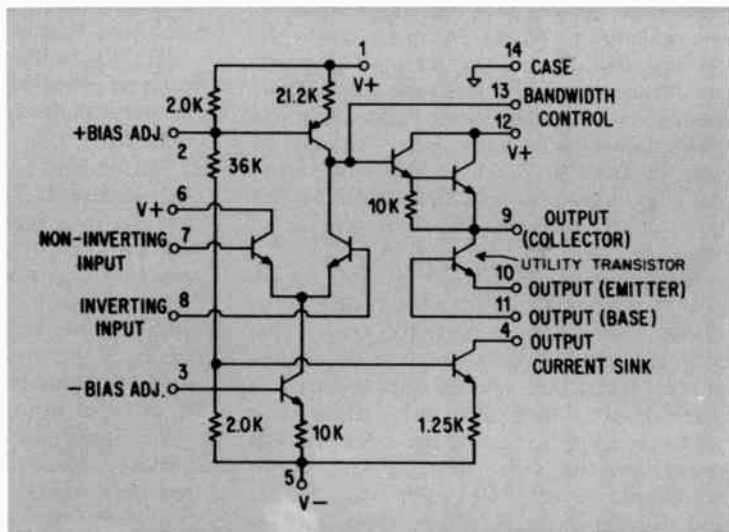 1
V+
14
CASE
2.0K
21.2K
13
BANDWIDTH
CONTROL
+BIAS ADJ.
12
V+
2
36K
6
V+
10K
9
OUTPUT
(COLLECTOR)
NON-INVERTING
INPUT
7
UTILITY TRANSISTOR
10
OUTPUT (EMITTER)
INVERTING
INPUT
8
11
OUTPUT (BASE)
4
OUTPUT
CURRENT SINK
3
-BIAS ADJ.
2.0K
10K
1.25K
5
V-